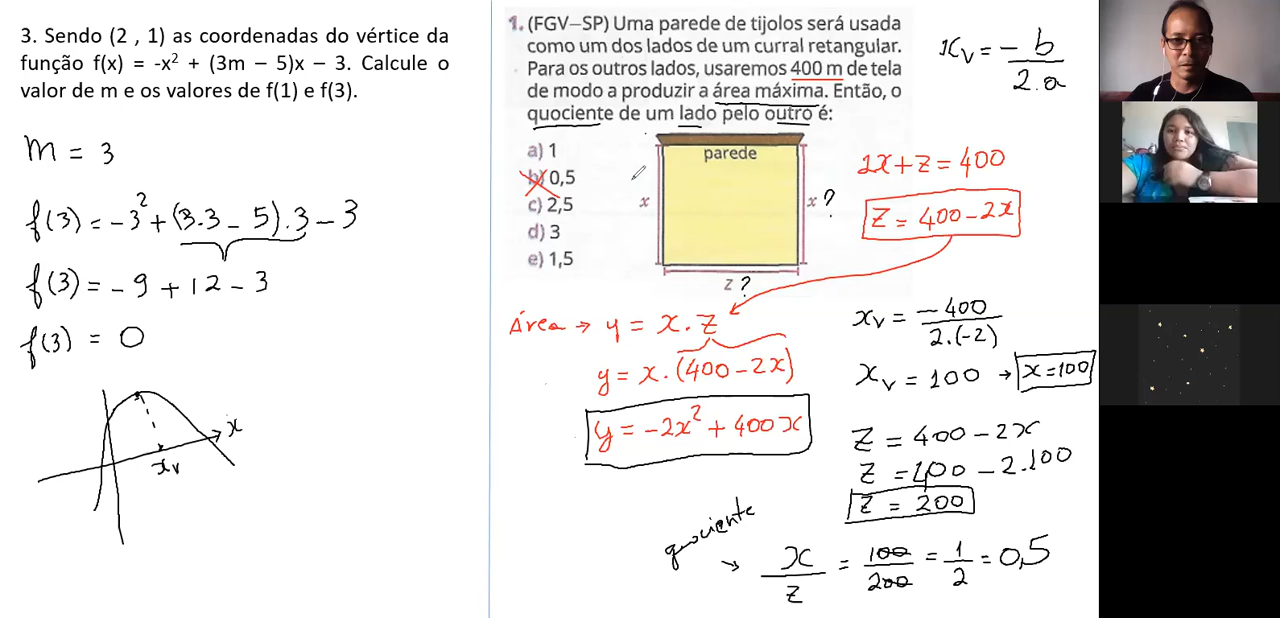 3. Sendo (2 , 1) as coordenadas do vértice da
função f(x) = -x² + (3m – 5)x – 3. Calcule o
valor de m e os valores de f(1) e f(3).
m = 3
f(3) = -3² + (3.3 - 5).3 - 3
f(3) = -9 + 12 - 3
f(3) = 0
x
xv
1. (FGV-SP) Uma parede de tijolos será usada
como um dos lados de um curral retangular.
Para os outros lados, usaremos 400 m de tela
de modo a produzir a área máxima. Então, o
quociente de um lado pelo outro é:
a) 1
b) 0,5
c) 2,5
d) 3
e) 1,5
parede
x
x ?
z ?
xv = -b/2.a
2x + z = 400
z = 400 - 2x
Área → y = x.z
y = x.(400 - 2x)
y = -2x² + 400x
xv = -400/2.(-2)
xv = 100 → x = 100
z = 400 - 2x
z = 400 - 2.100
z = 200
quociente
→ x/z = 100/200 = 1/2 = 0,5